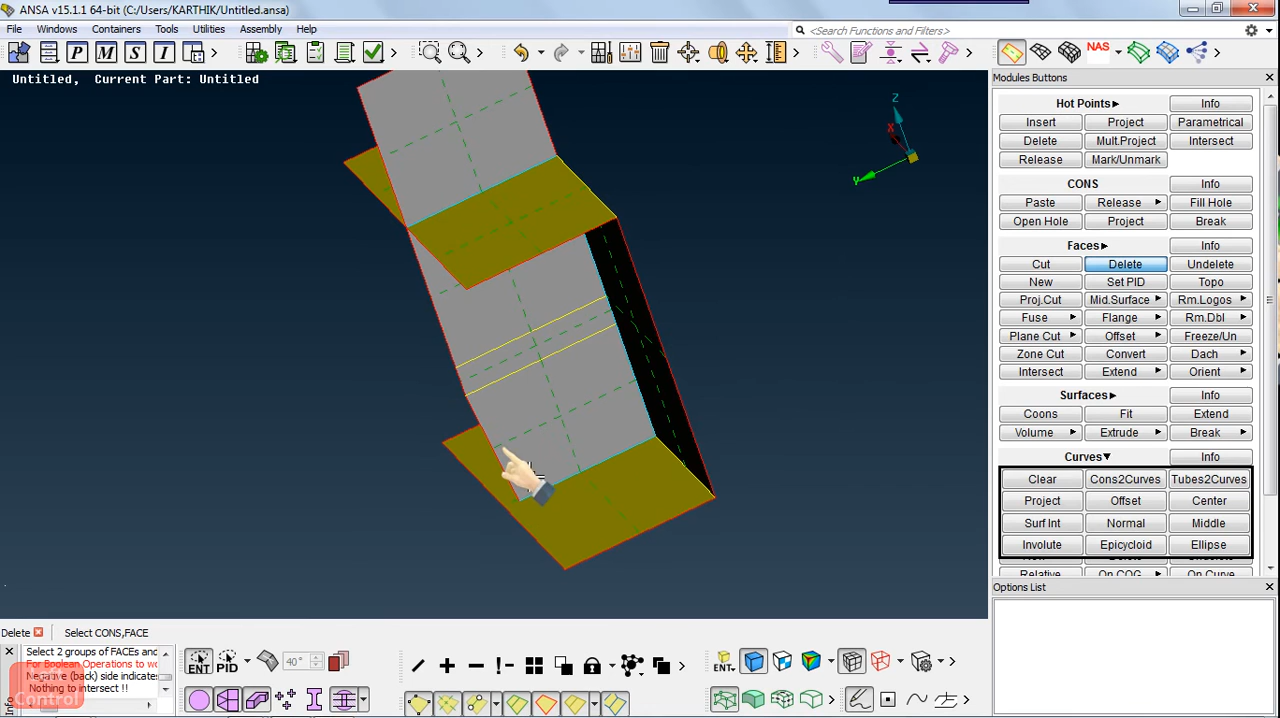 ANSA v15.1.1 64-bit (C:/Users/KARTHIK/Untitled.ansa)
File Windows Containers Tools Utilities Assembly Help
<Search Functions and Filters>
P M S I NAS
Untitled, Current Part: Untitled
Modules Buttons
Hot Points Info
Insert Project Parametrical
Delete Mult.Project Intersect
Release Mark/Unmark
CONS Info
Paste Release Fill Hole
Open Hole Project Break
Faces Info
Cut Delete Undelete
New Set PID Topo
Proj.Cut Mid.Surface Rm.Logos
Fuse Flange Rm.Dbl
Plane Cut Offset Freeze/Un
Zone Cut Convert Dach
Intersect Extend Orient
Surfaces Info
Coons Fit Extend
Volume Extrude Break
Curves Info
Clear Cons2Curves Tubes2Curves
Project Offset Center
Surf Int Normal Middle
Involute Epicycloid Ellipse
Relative On COG On Curve
Options List
Z
X
Y
Delete Select CONS,FACE
Select 2 groups of FACEs and
For Boolean Operations to wo
Negative (back) side indicates
Nothing to intersect !!
Info
ENT PID 40° ENT
Control